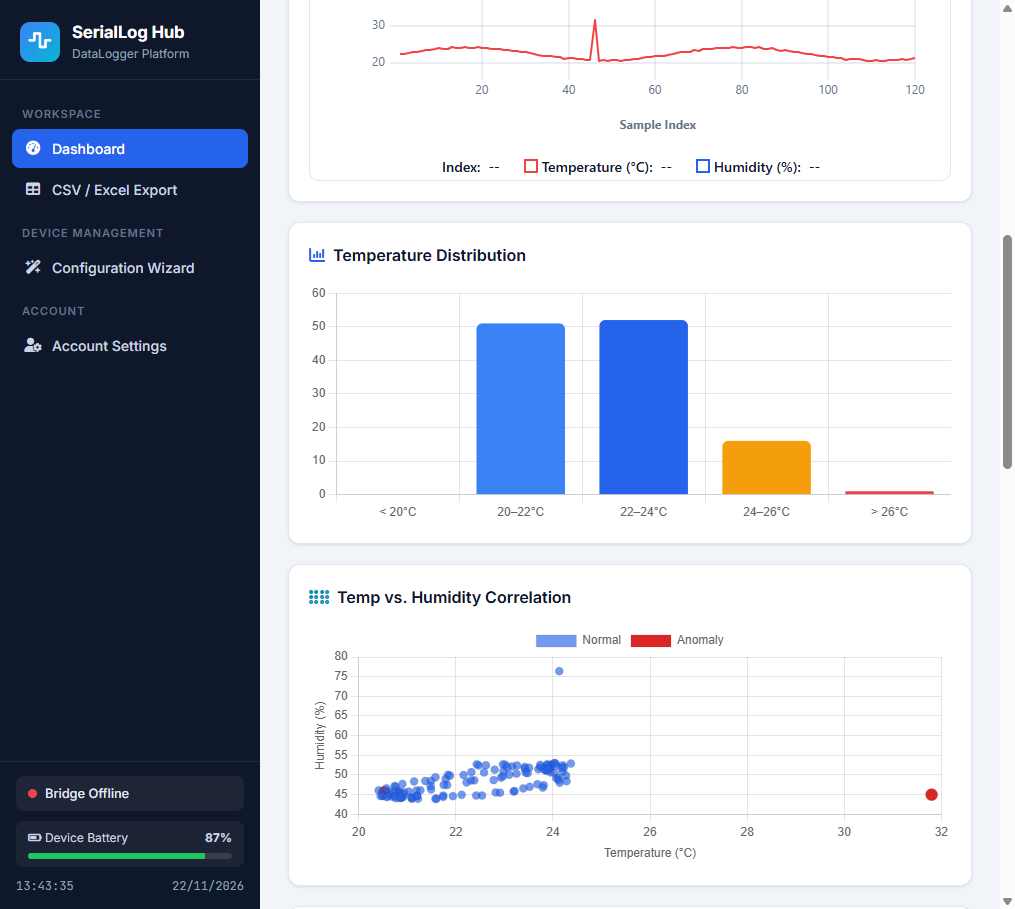 SerialLog Hub
DataLogger Platform
WORKSPACE
Dashboard
CSV / Excel Export
DEVICE MANAGEMENT
Configuration Wizard
ACCOUNT
Account Settings
Bridge Offline
Device Battery 87%
13:43:35 22/11/2026
30
20
20 40 60 80 100 120
Sample Index
Index: -- Temperature (°C): -- Humidity (%): --
Temperature Distribution
60
50
40
30
20
10
0
< 20°C 20–22°C 22–24°C 24–26°C > 26°C
Temp vs. Humidity Correlation
Normal Anomaly
Humidity (%)
80
75
70
65
60
55
50
45
40
20 22 24 26 28 30 32
Temperature (°C)